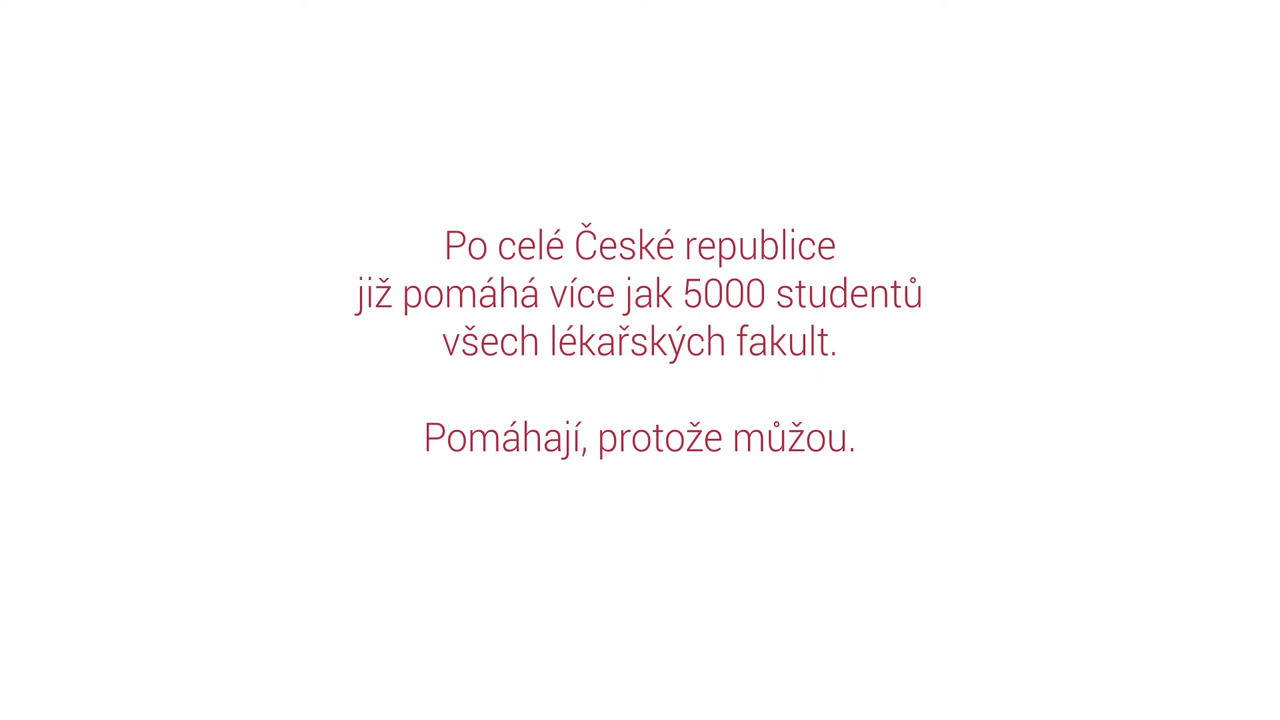 Po celé České republice
již pomáhá více jak 5000 studentů
všech lékařských fakult.
Pomáhají, protože můžou.